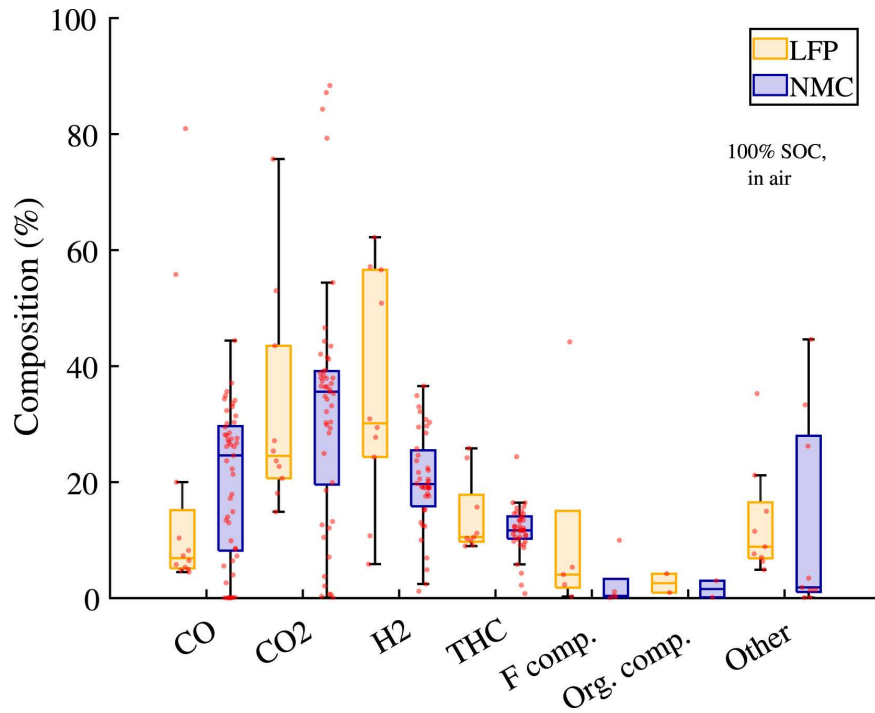 100
80
60
40
20
0
Composition (%)
LFP
NMC
100% SOC,
in air
CO
CO2
H2
THC
F comp.
Org. comp.
Other